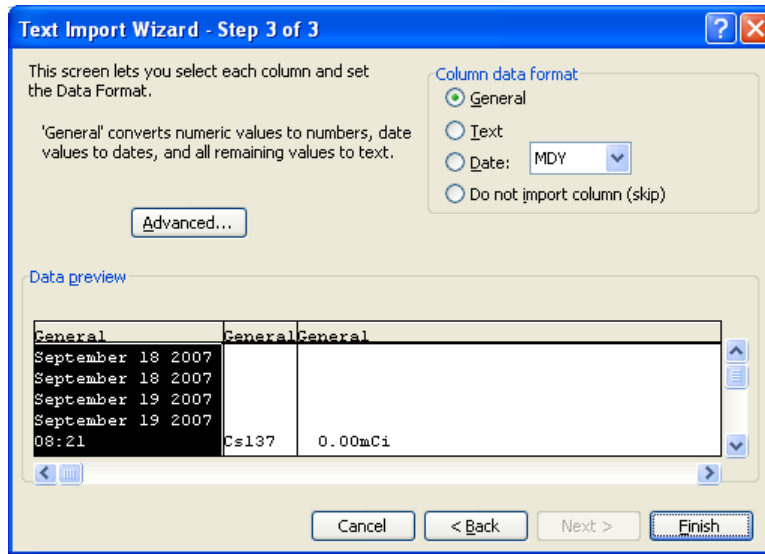 Text Import Wizard - Step 3 of 3
This screen lets you select each column and set
the Data Format.
'General' converts numeric values to numbers, date
values to dates, and all remaining values to text.
Advanced...
Column data format
General
Text
Date: MDY
Do not import column (skip)
Data preview
General General General
September 18 2007
September 18 2007
September 19 2007
September 19 2007
08:21 Cs137 0.00mCi
Cancel < Back Next > Finish